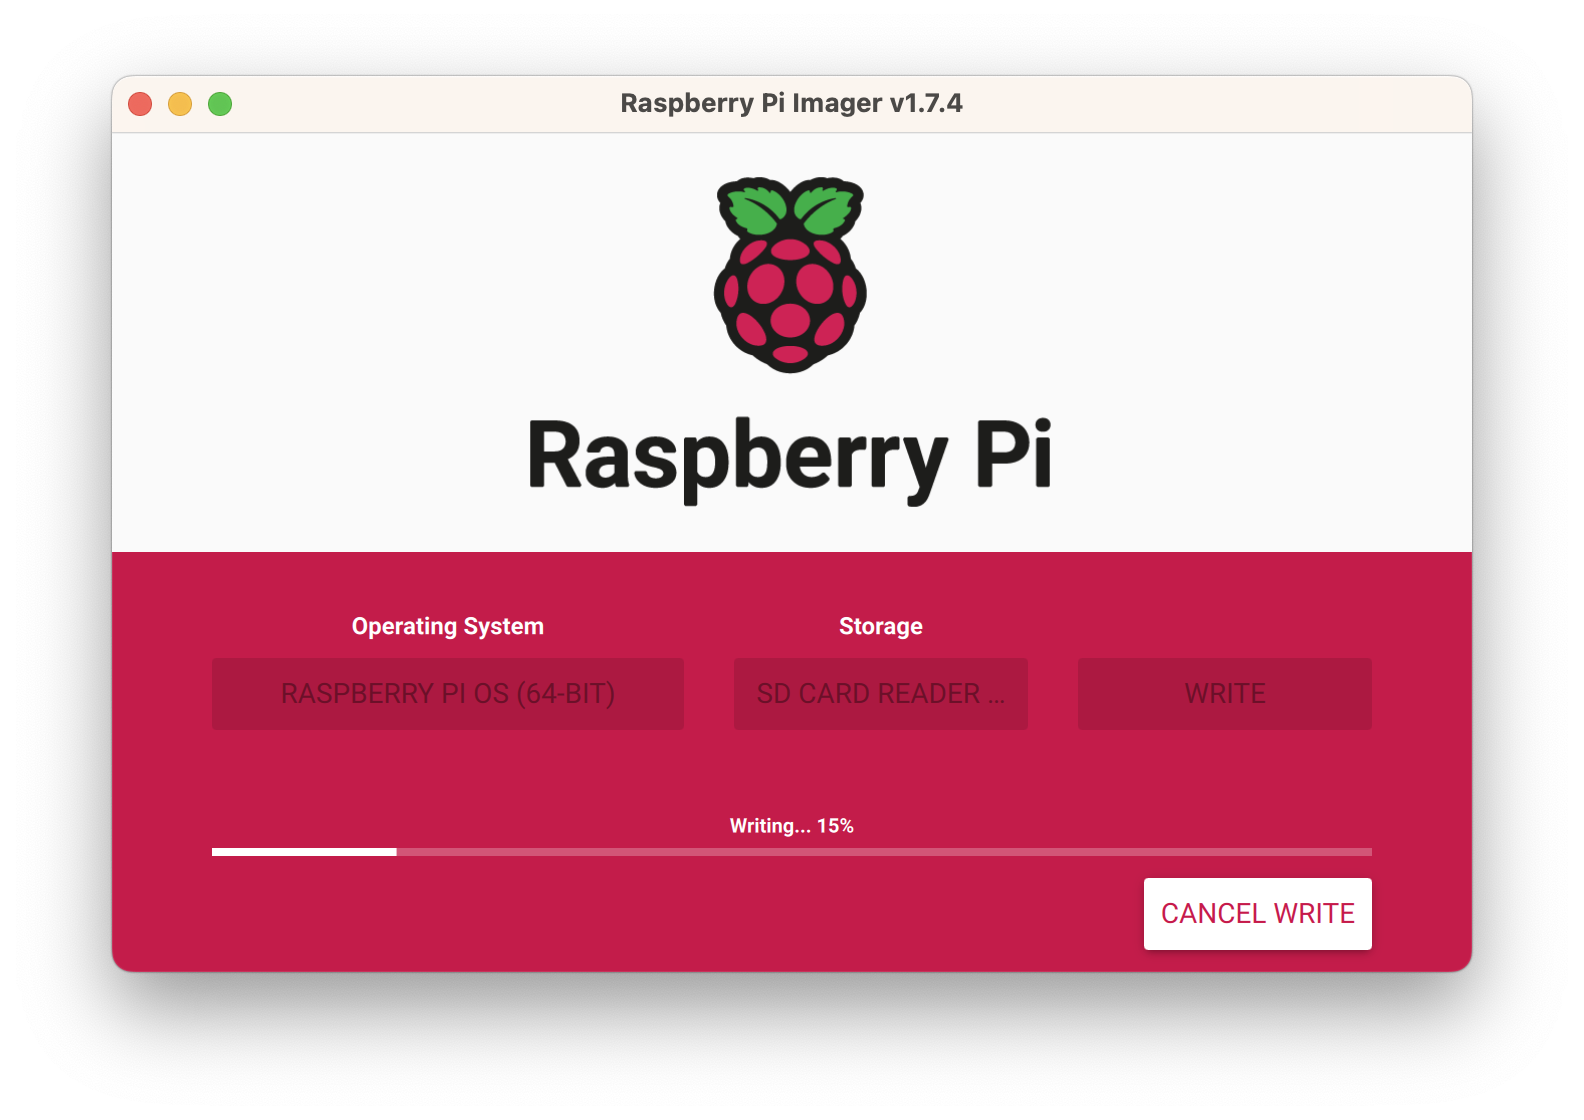 Raspberry Pi Imager v1.7.4
Raspberry Pi
Operating System
Storage
RASPBERRY PI OS (64-BIT)
SD CARD READER ...
WRITE
Writing... 15%
CANCEL WRITE